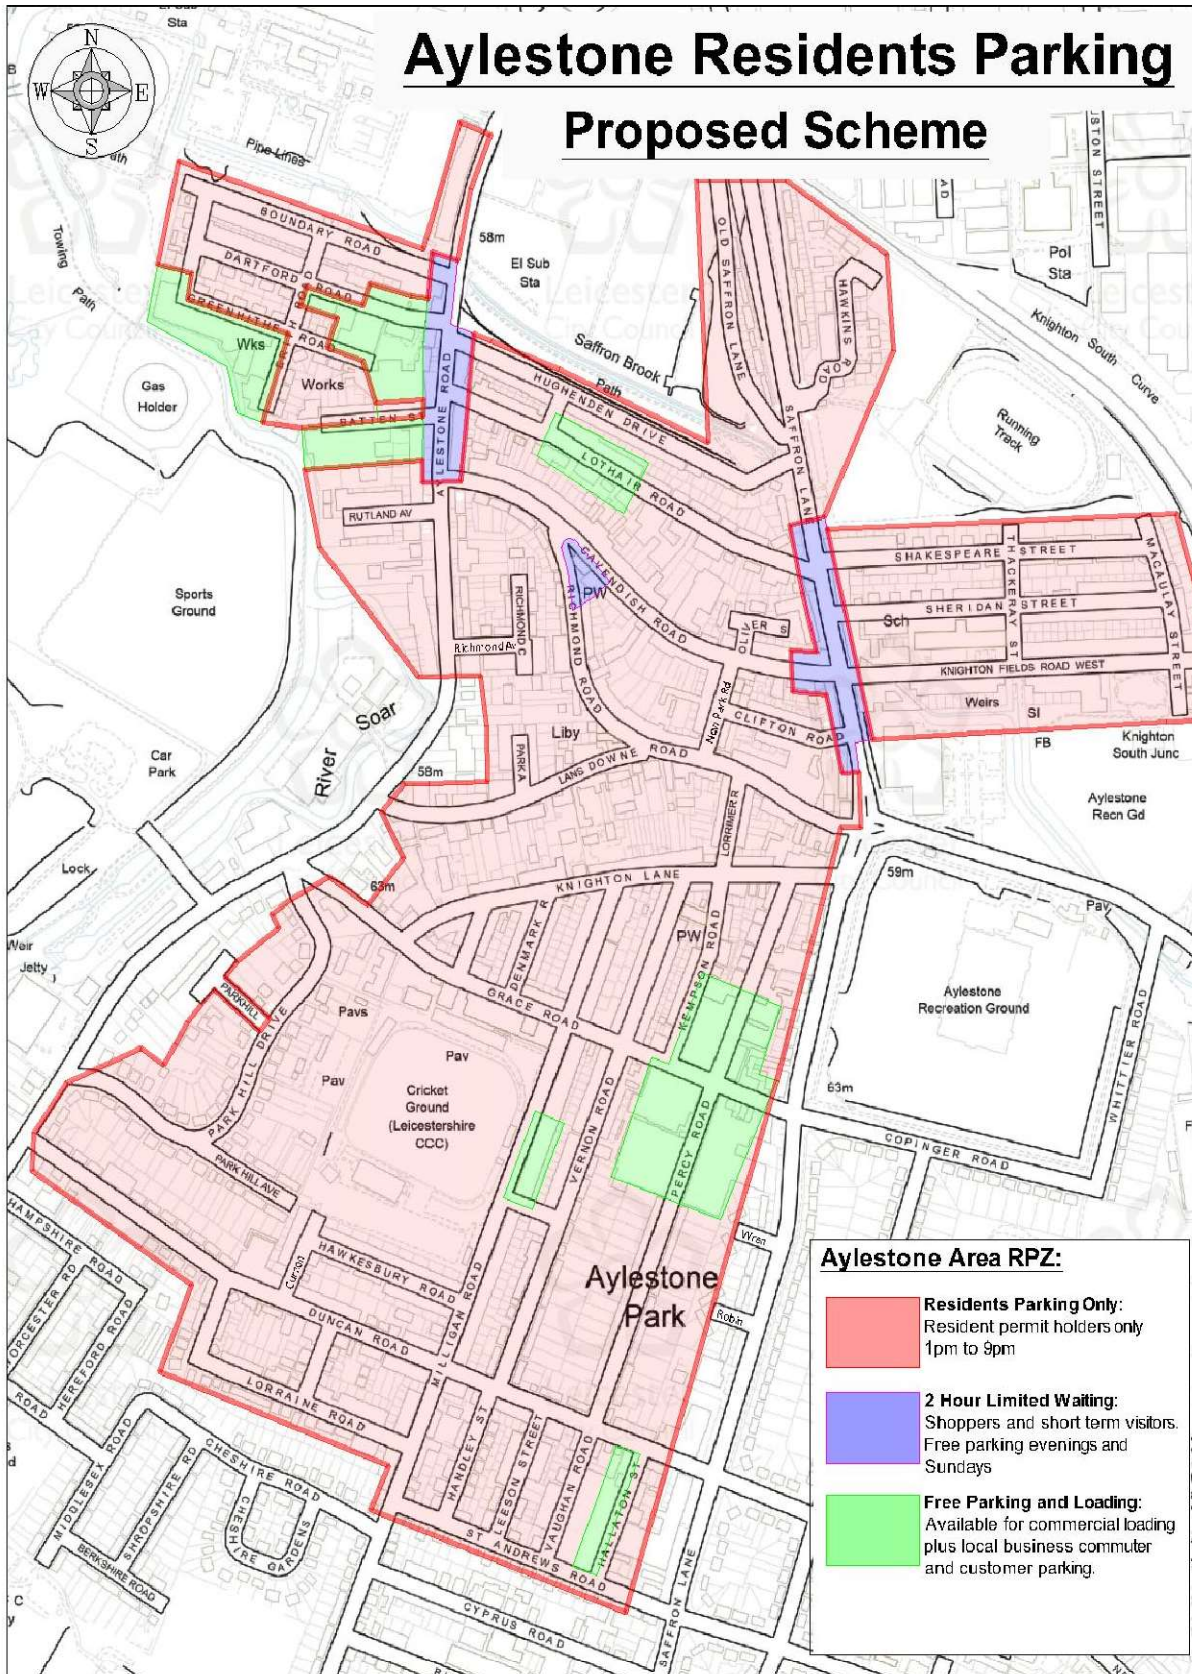 Aylestone Residents Parking
Proposed Scheme
N
W
E
S
El Sub
Sta
Pipe Lines
Towing
Path
BOUNDARY ROAD
DARTFORD ROAD
GREENHITHE ROAD
Wks
Works
BATTEN ST
Gas
Holder
58m
El Sub
Sta
Saffron Brook
Path
AYLESTONE ROAD
HUGHENDEN DRIVE
LOTHAIR ROAD
OLD SAFFRON LANE
HAWKINS ROAD
SAFFRON LANE
Pol
Sta
Knighton South
Curve
Running
Track
RUTLAND AV
Sports
Ground
CAVENDISH ROAD
PW
RICHMOND ROAD
Richmond Av
SHAKESPEARE STREET
THACKERAY ST
MACAULAY STREET
SHERIDAN STREET
Sch
KNIGHTON FIELDS ROAD WEST
Weirs
Sl
FB
Knighton
South Junc
CLIFTON ROAD
River Soar
Car
Park
58m
Liby
PARK A
LANSDOWNE ROAD
LORRIMER R
Aylestone
Recn Gd
Lock
63m
KNIGHTON LANE
59m
Pav
Weir
Jetty
PARKHILL
PARK HILL DRIVE
DENMARK R
GRACE ROAD
PW
KEMPSON ROAD
Aylestone
Recreation Ground
WHITTIER ROAD
Pavs
Pav
Pav
Cricket
Ground
(Leicestershire
CCC)
VERNON ROAD
PERCY ROAD
63m
COPINGER ROAD
PARK HILL AVE
Wren
Robin
HAMPSHIRE ROAD
HEREFORD ROAD
Curzon
HAWKESBURY ROAD
DUNCAN ROAD
MILLIGAN ROAD
LORRAINE ROAD
Aylestone
Park
MIDDLESEX ROAD
SHROPSHIRE RD
BERKSHIRE ROAD
CHESHIRE ROAD
CHESHIRE GARDENS
HANDLEY ST
LEESON STREET
VAUGHAN ROAD
HALLATON ST
ST ANDREWS ROAD
CYPRUS ROAD
SAFFRON LANE
Aylestone Area RPZ:
Residents Parking Only:
Resident permit holders only
1pm to 9pm
2 Hour Limited Waiting:
Shoppers and short term visitors.
Free parking evenings and
Sundays
Free Parking and Loading:
Available for commercial loading
plus local business commuter
and customer parking.